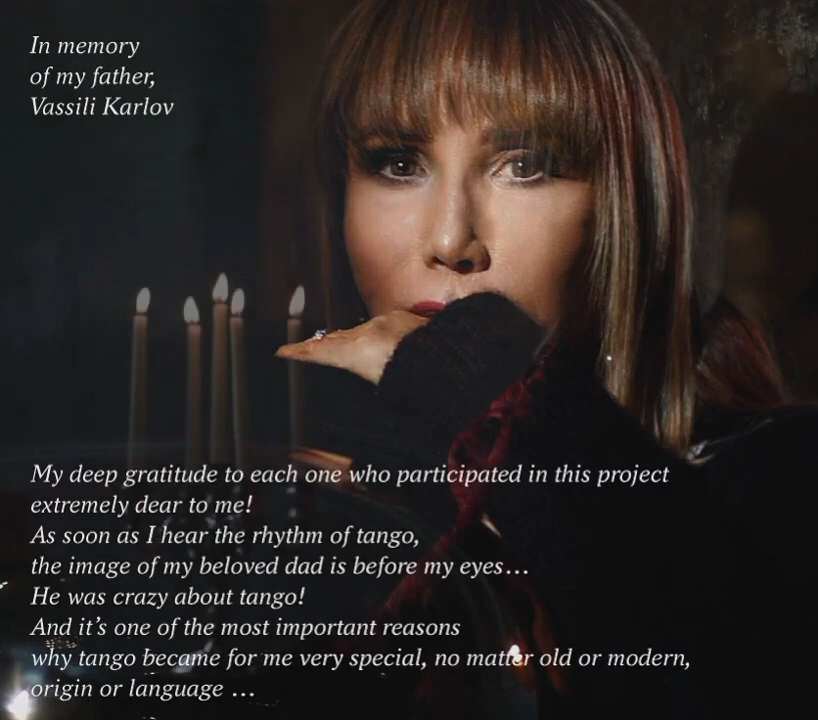 In memory
of my father,
Vassili Karlov
My deep gratitude to each one who participated in this project
extremely dear to me!
As soon as I hear the rhythm of tango,
the image of my beloved dad is before my eyes…
He was crazy about tango!
And it’s one of the most important reasons
why tango became for me very special, no matter old or modern,
origin or language …